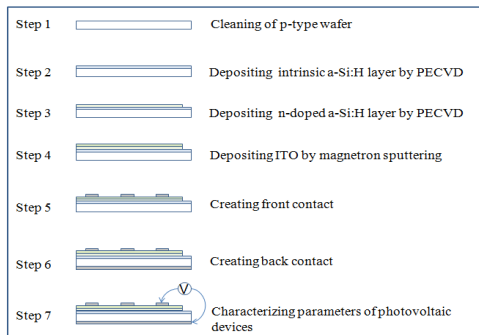 Step 1 Cleaning of p-type wafer
Step 2 Depositing intrinsic a-Si:H layer by PECVD
Step 3 Depositing n-doped a-Si:H layer by PECVD
Step 4 Depositing ITO by magnetron sputtering
Step 5 Creating front contact
Step 6 Creating back contact
V
Step 7 Characterizing parameters of photovoltaic
devices